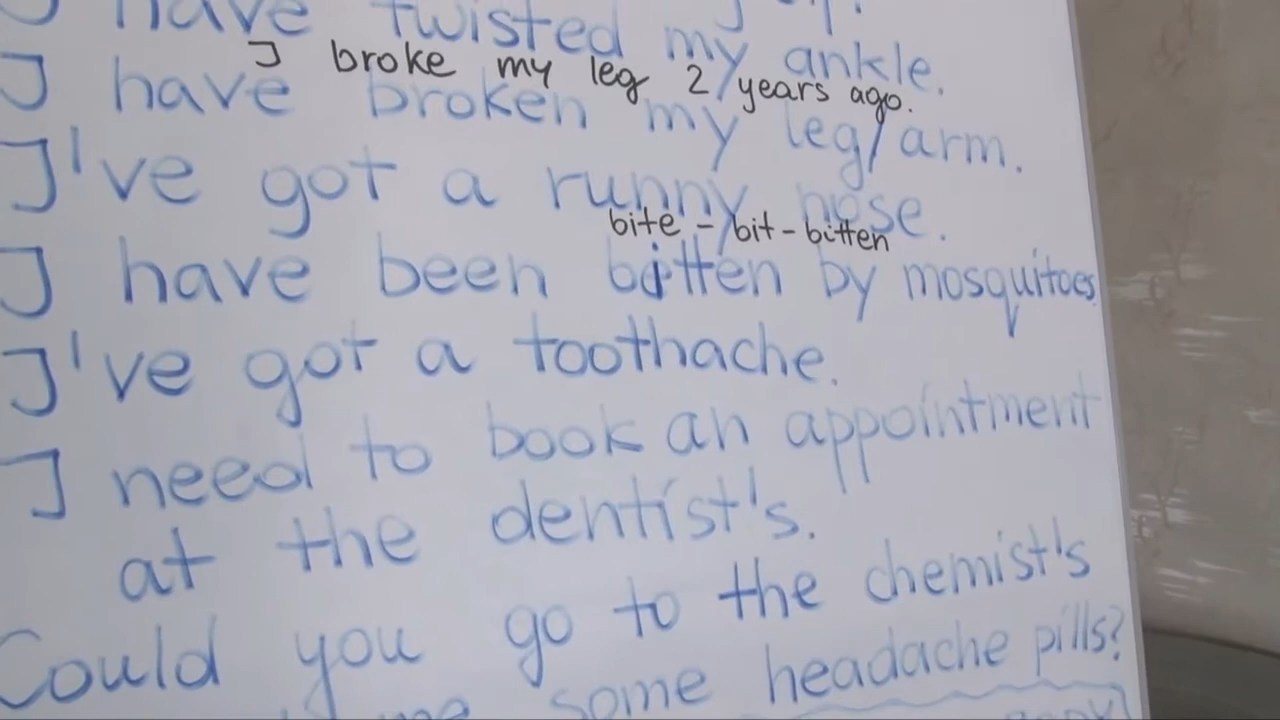 I have twisted my ankle.
I broke my leg 2 years ago.
I have broken my leg/arm.
I've got a runny nose.
bite - bit - bitten
I have been bitten by mosquitoes.
I've got a toothache.
I need to book an appointment
at the dentist's.
Could you go to the chemist's
some headache pills?